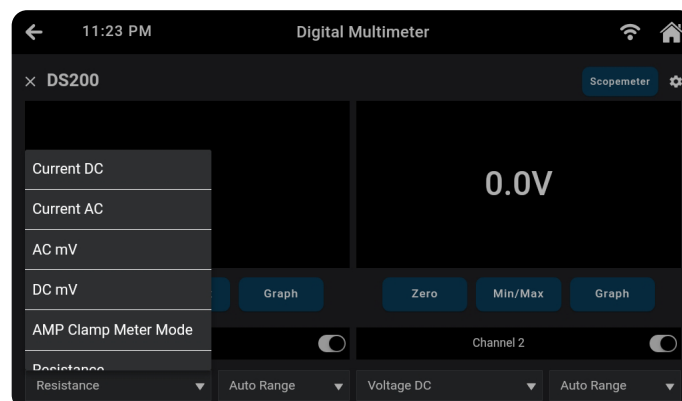 11:23 PM Digital Multimeter
× DS200 Scopemeter
Current DC
Current AC
AC mV
DC mV
AMP Clamp Meter Mode
Resistance
0.0V
Graph Zero Min/Max Graph
Channel 2
Resistance Auto Range Voltage DC Auto Range